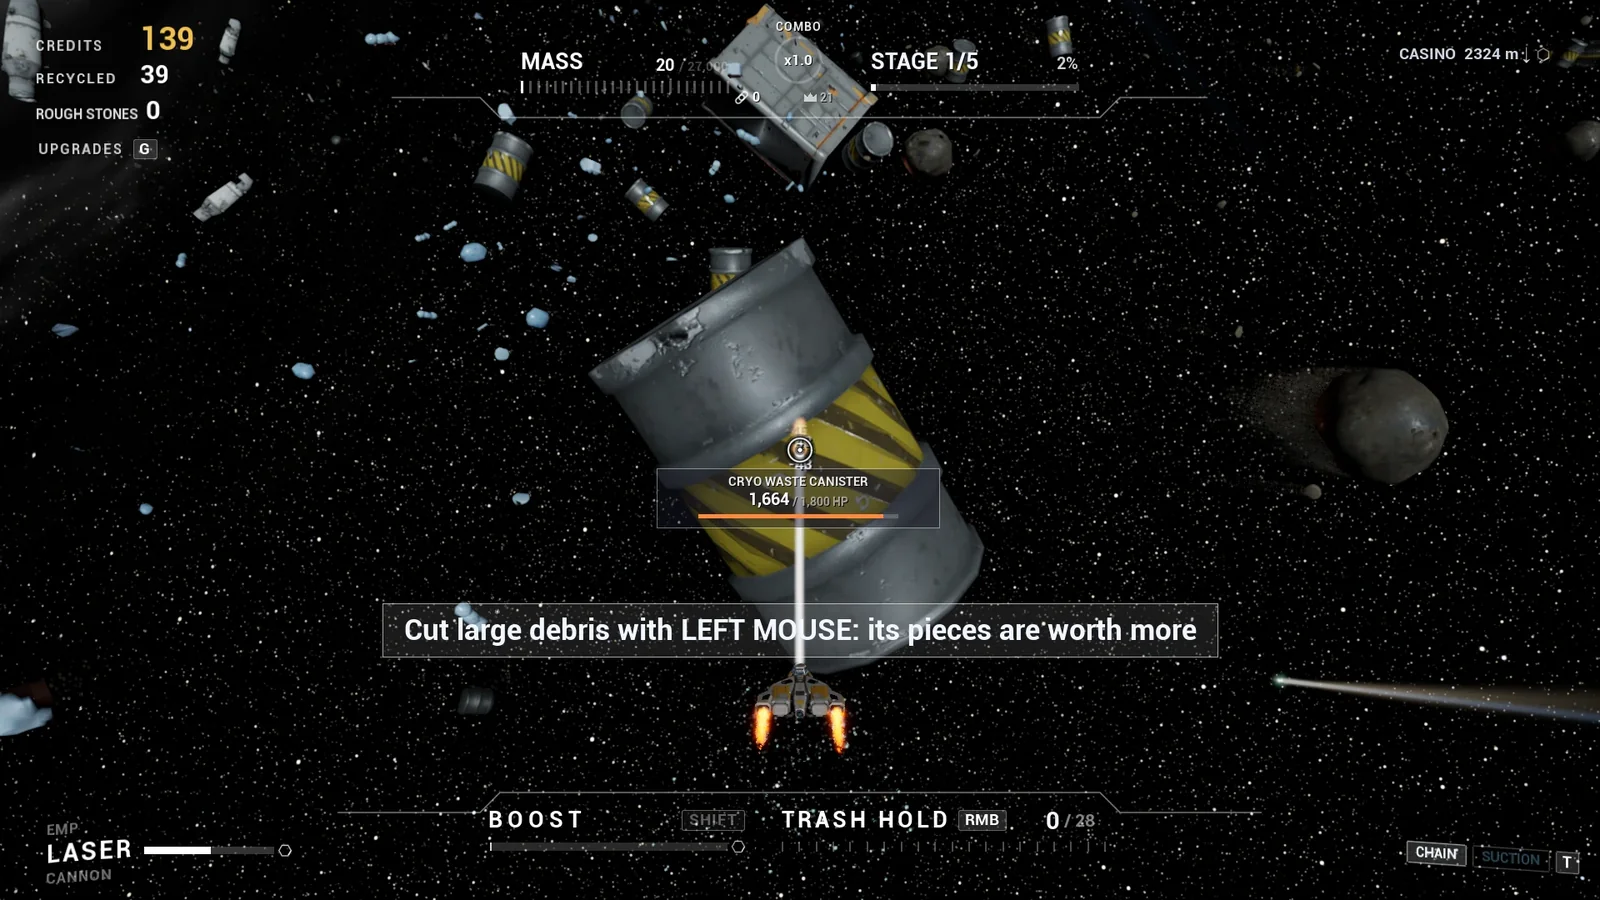 CREDITS 139
RECYCLED 39
ROUGH STONES 0
UPGRADES G
MASS 20 / 27,000
COMBO
x1.0
0 21
STAGE 1/5 2%
CASINO 2324 m
CRYO WASTE CANISTER
1,664 / 1,800 HP
Cut large debris with LEFT MOUSE: its pieces are worth more
BOOST SHIFT
TRASH HOLD RMB 0 / 28
EMP
LASER
CANNON
CHAIN SUCTION T